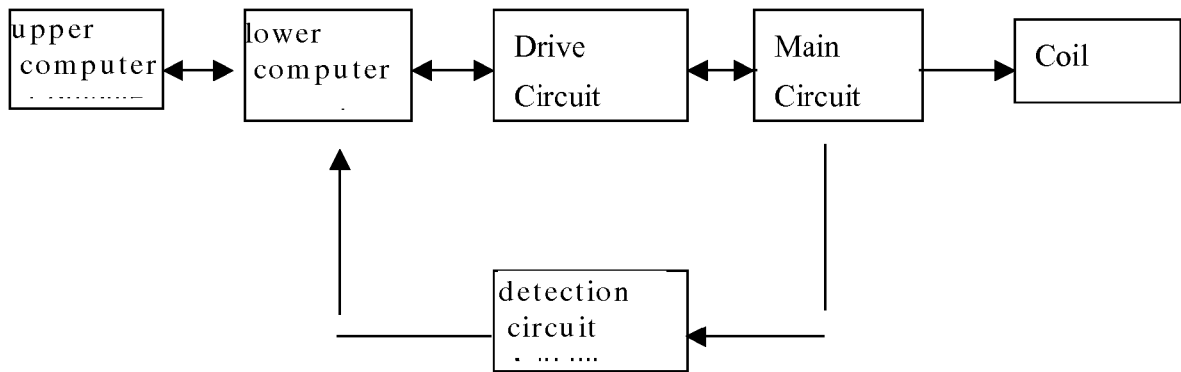 upper
computer
lower
computer
Drive
Circuit
Main
Circuit
Coil
detection
circuit